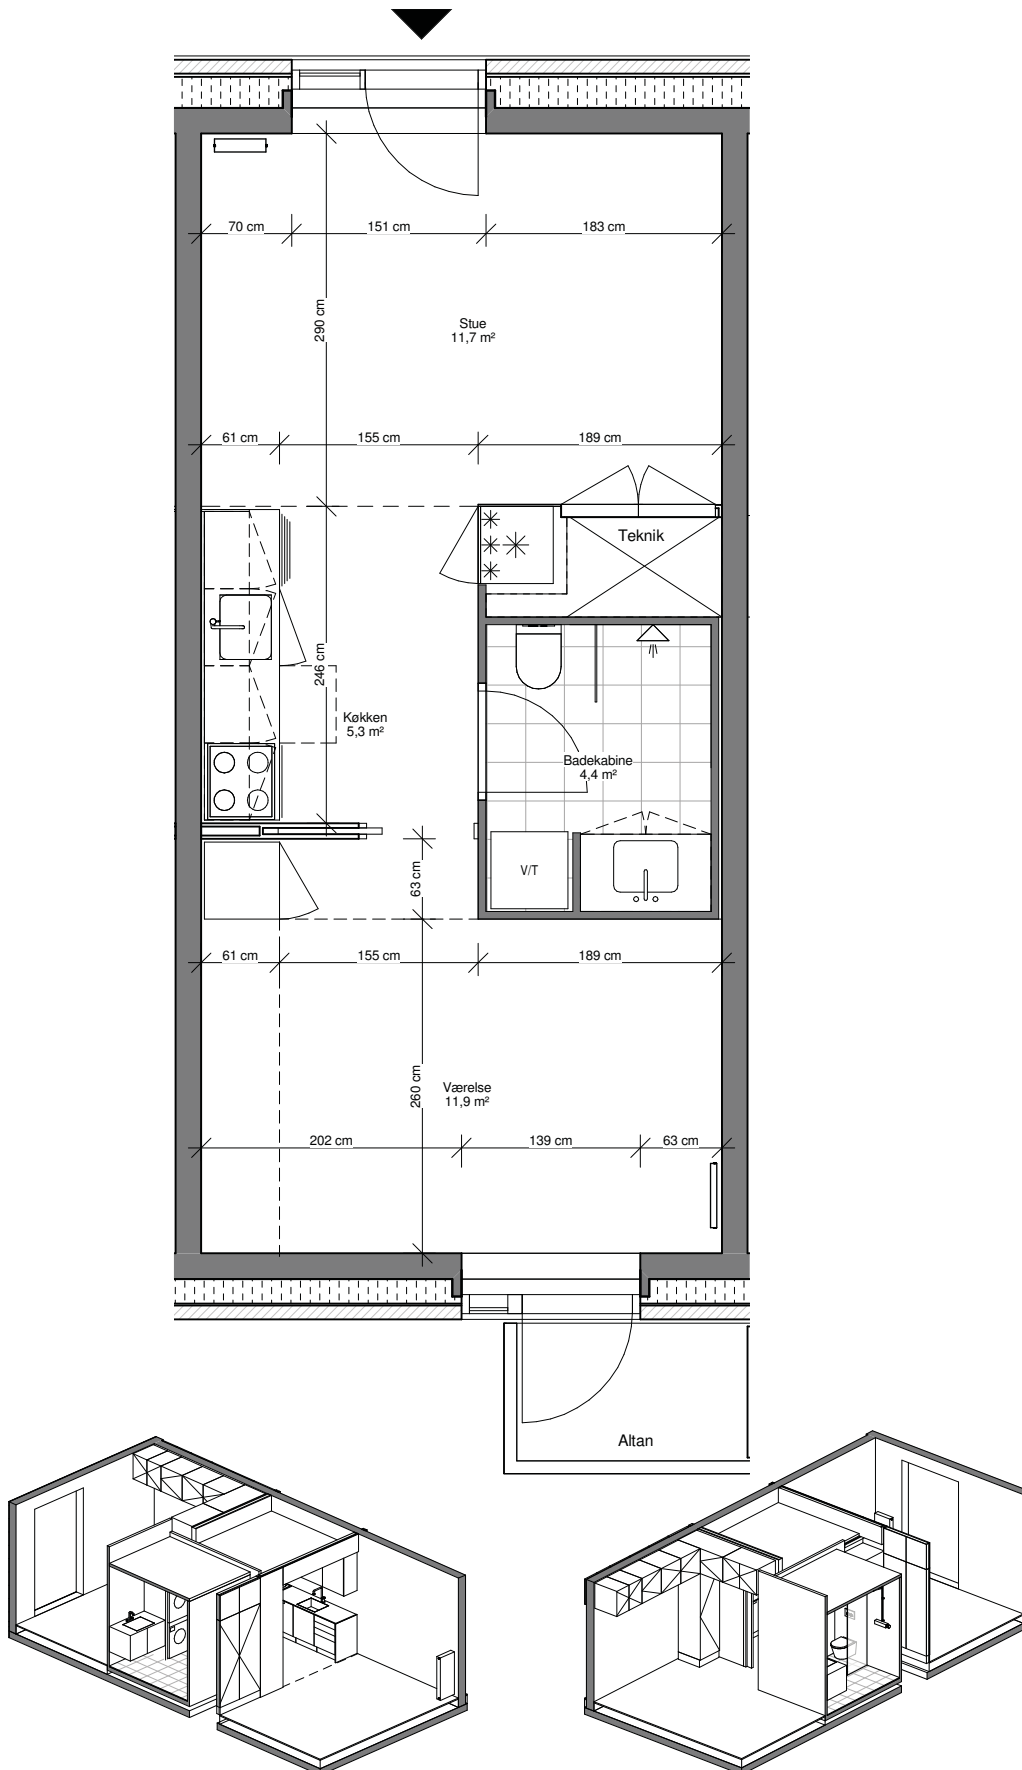 70 cm
151 cm
183 cm
290 cm
Stue
11,7 m²
61 cm
155 cm
189 cm
Teknik
246 cm
Køkken
5,3 m²
Badekabine
4,4 m²
V/T
63 cm
61 cm
155 cm
189 cm
260 cm
Værelse
11,9 m²
202 cm
139 cm
63 cm
Altan